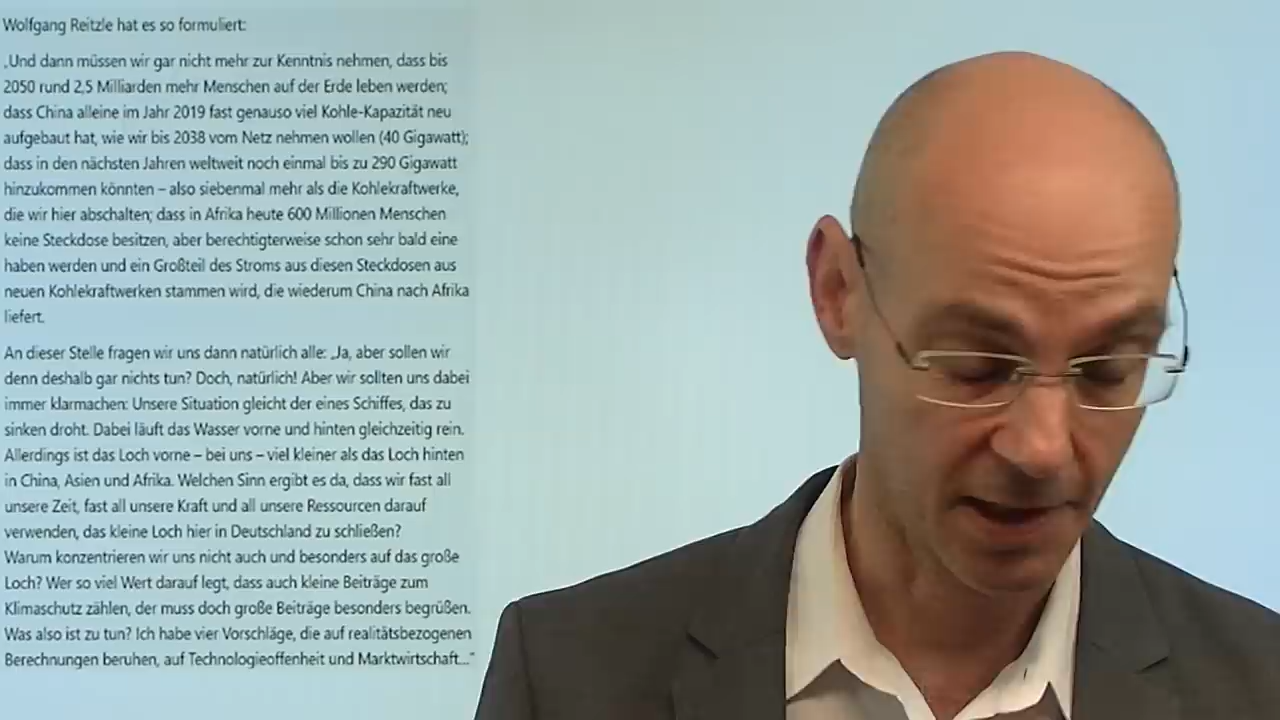 Wolfgang Reitzle hat es so formuliert:
„Und dann müssen wir gar nicht mehr zur Kenntnis nehmen, dass bis
2050 rund 2,5 Milliarden mehr Menschen auf der Erde leben werden;
dass China alleine im Jahr 2019 fast genauso viel Kohle-Kapazität neu
aufgebaut hat, wie wir bis 2038 vom Netz nehmen wollen (40 Gigawatt);
dass in den nächsten Jahren weltweit noch einmal bis zu 290 Gigawatt
hinzukommen könnten – also siebenmal mehr als die Kohlekraftwerke,
die wir hier abschalten; dass in Afrika heute 600 Millionen Menschen
keine Steckdose besitzen, aber berechtigterweise schon sehr bald eine
haben werden und ein Großteil des Stroms aus diesen Steckdosen aus
neuen Kohlekraftwerken stammen wird, die wiederum China nach Afrika
liefert.
An dieser Stelle fragen wir uns dann natürlich alle: „Ja, aber sollen wir
denn deshalb gar nichts tun? Doch, natürlich! Aber wir sollten uns dabei
immer klarmachen: Unsere Situation gleicht der eines Schiffes, das zu
sinken droht. Dabei läuft das Wasser vorne und hinten gleichzeitig rein.
Allerdings ist das Loch vorne – bei uns – viel kleiner als das Loch hinten
in China, Asien und Afrika. Welchen Sinn ergibt es da, dass wir fast all
unsere Zeit, fast all unsere Kraft und all unsere Ressourcen darauf
verwenden, das kleine Loch hier in Deutschland zu schließen?
Warum konzentrieren wir uns nicht auch und besonders auf das große
Loch? Wer so viel Wert darauf legt, dass auch kleine Beiträge zum
Klimaschutz zählen, der muss doch große Beiträge besonders begrüßen.
Was also ist zu tun? Ich habe vier Vorschläge, die auf realitätsbezogenen
Berechnungen beruhen, auf Technologieoffenheit und Marktwirtschaft...“